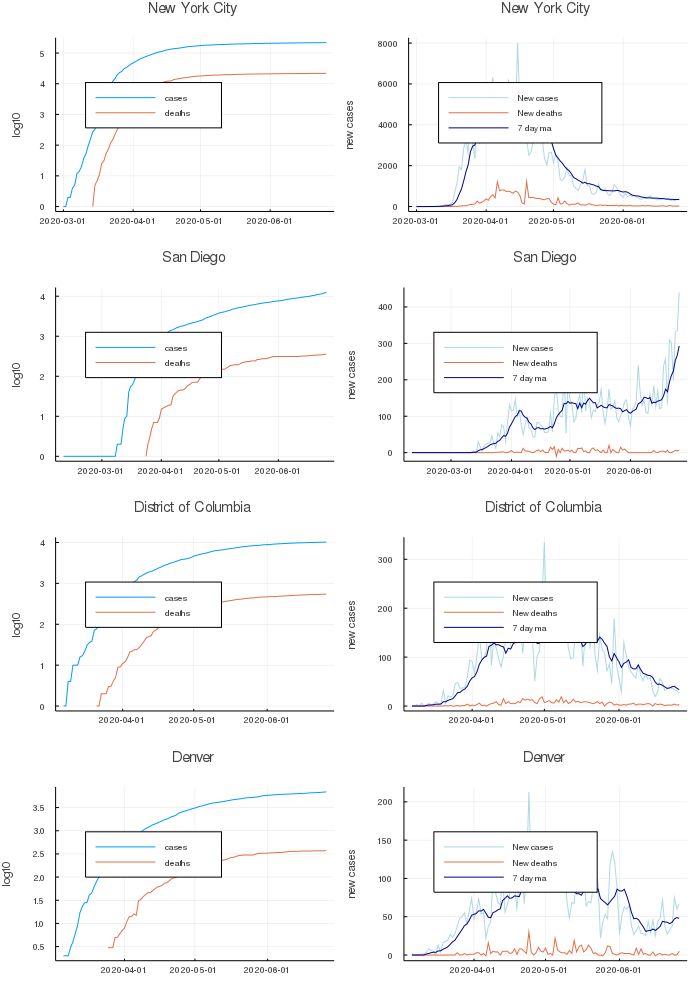 New York City
New York City
log10
5
4
3
2
1
0
cases
deaths
2020-03-01 2020-04-01 2020-05-01 2020-06-01
new cases
8000
6000
4000
2000
0
New cases
New deaths
7 day ma
2020-03-01 2020-04-01 2020-05-01 2020-06-01
San Diego
San Diego
log10
4
3
2
1
0
cases
deaths
2020-03-01 2020-04-01 2020-05-01 2020-06-01
new cases
400
300
200
100
0
New cases
New deaths
7 day ma
2020-03-01 2020-04-01 2020-05-01 2020-06-01
District of Columbia
District of Columbia
log10
4
3
2
1
0
cases
deaths
2020-04-01 2020-05-01 2020-06-01
new cases
300
200
100
0
New cases
New deaths
7 day ma
2020-04-01 2020-05-01 2020-06-01
Denver
Denver
log10
3.5
3.0
2.5
2.0
1.5
1.0
0.5
cases
deaths
2020-04-01 2020-05-01 2020-06-01
new cases
200
150
100
50
0
New cases
New deaths
7 day ma
2020-04-01 2020-05-01 2020-06-01